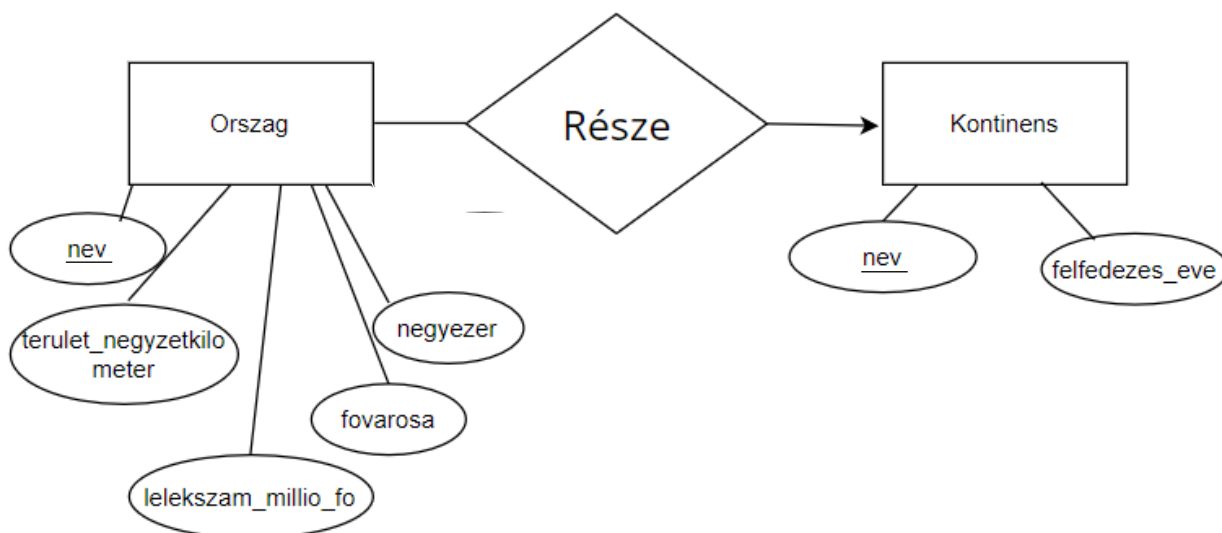 Orszag
Része
Kontinens
nev
nev
felfedezes_eve
negyezer
terulet_negyzetkilo
meter
fovarosa
lelekszam_millio_fo